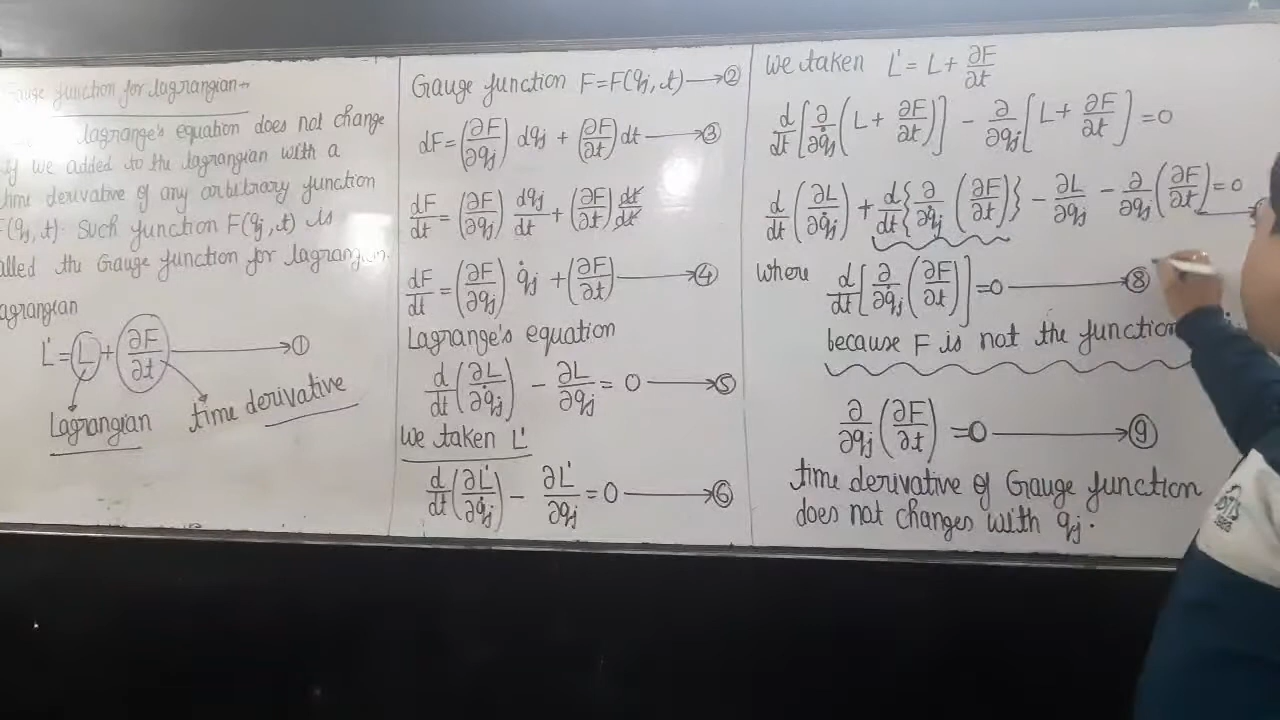 function for lagrangian
lagrange's equation does not change
If we added to the lagrangian with a
time derivative of any arbitrary function
F(qj, t). Such function F(qj, t) is
called the Gauge function for lagrangian.
lagrangian
L' = L + ∂F/∂t → ①
Lagrangian
time derivative
Gauge function F = F(qj, t) → ②
dF = (∂F/∂qj) dqj + (∂F/∂t) dt → ③
dF/dt = (∂F/∂qj) dqj/dt + (∂F/∂t) dt/dt
dF/dt = (∂F/∂qj) q̇j + (∂F/∂t) → ④
Lagrange's equation
d/dt (∂L/∂q̇j) − ∂L/∂qj = 0 → ⑤
We taken L'
d/dt (∂L'/∂q̇j) − ∂L'/∂qj = 0 → ⑥
We taken L' = L + ∂F/∂t
d/dt [∂/∂q̇j (L + ∂F/∂t)] − ∂/∂qj [L + ∂F/∂t] = 0
d/dt (∂L/∂q̇j) + d/dt {∂/∂q̇j (∂F/∂t)} − ∂L/∂qj − ∂/∂qj (∂F/∂t) = 0 →
where d/dt [∂/∂q̇j (∂F/∂t)] = 0 → ⑧
because F is not the function
∂/∂qj (∂F/∂t) = 0 → ⑨
time derivative of Gauge function
does not changes with qj.